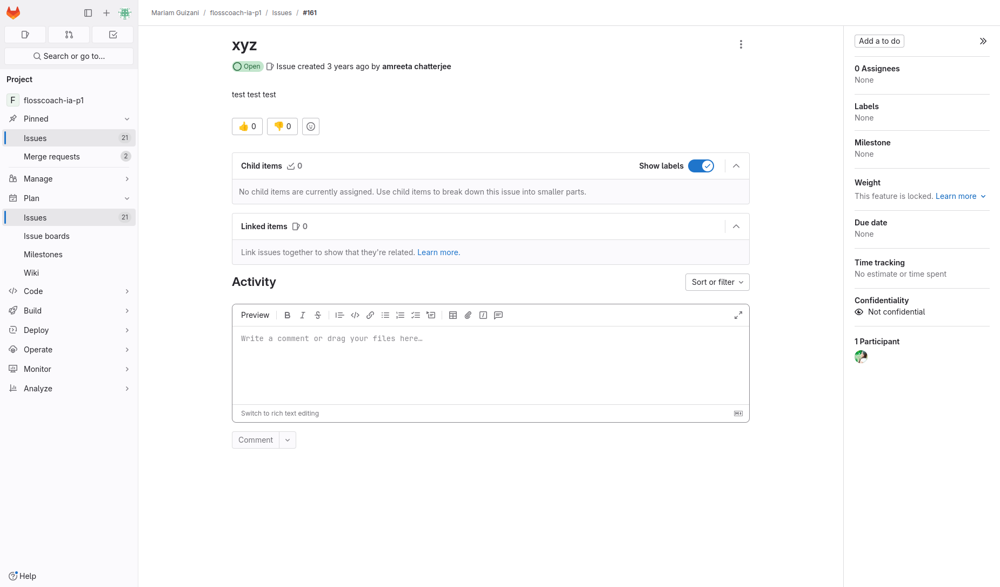 Mariam Guizani / flosscoach-ia-p1 / Issues / #161
Search or go to...
Project
F flosscoach-ia-p1
Pinned
Issues 21
Merge requests 2
Manage
Plan
Issues 21
Issue boards
Milestones
Wiki
Code
Build
Deploy
Operate
Monitor
Analyze
Help
xyz
Open Issue created 3 years ago by amreeta chatterjee
test test test
0 0
Child items 0 Show labels
No child items are currently assigned. Use child items to break down this issue into smaller parts.
Linked items 0
Link issues together to show that they're related. Learn more.
Activity Sort or filter
Preview
Write a comment or drag your files here…
Switch to rich text editing
Comment
Add a to do
0 Assignees
None
Labels
None
Milestone
None
Weight
This feature is locked. Learn more
Due date
None
Time tracking
No estimate or time spent
Confidentiality
Not confidential
1 Participant